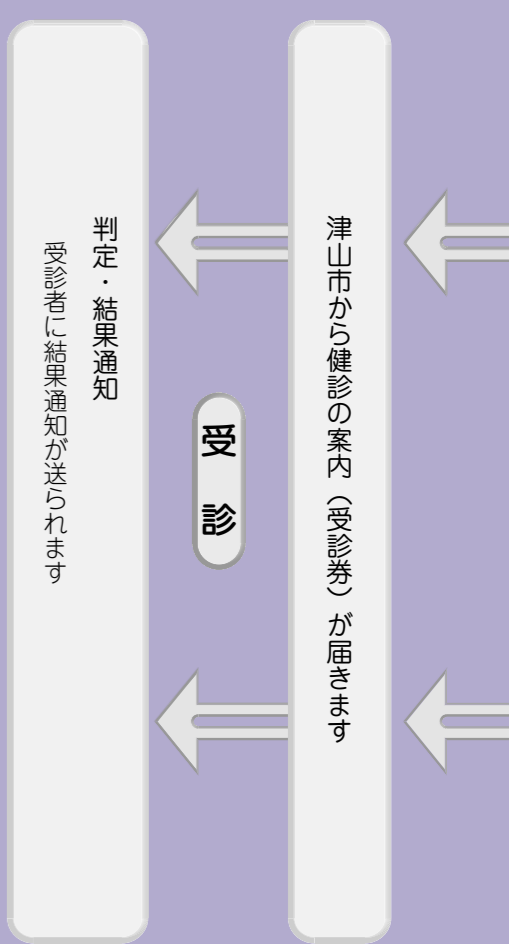 津山市から健診の案内（受診券）が届きます
受診
判定・結果通知
受診者に結果通知が送られます